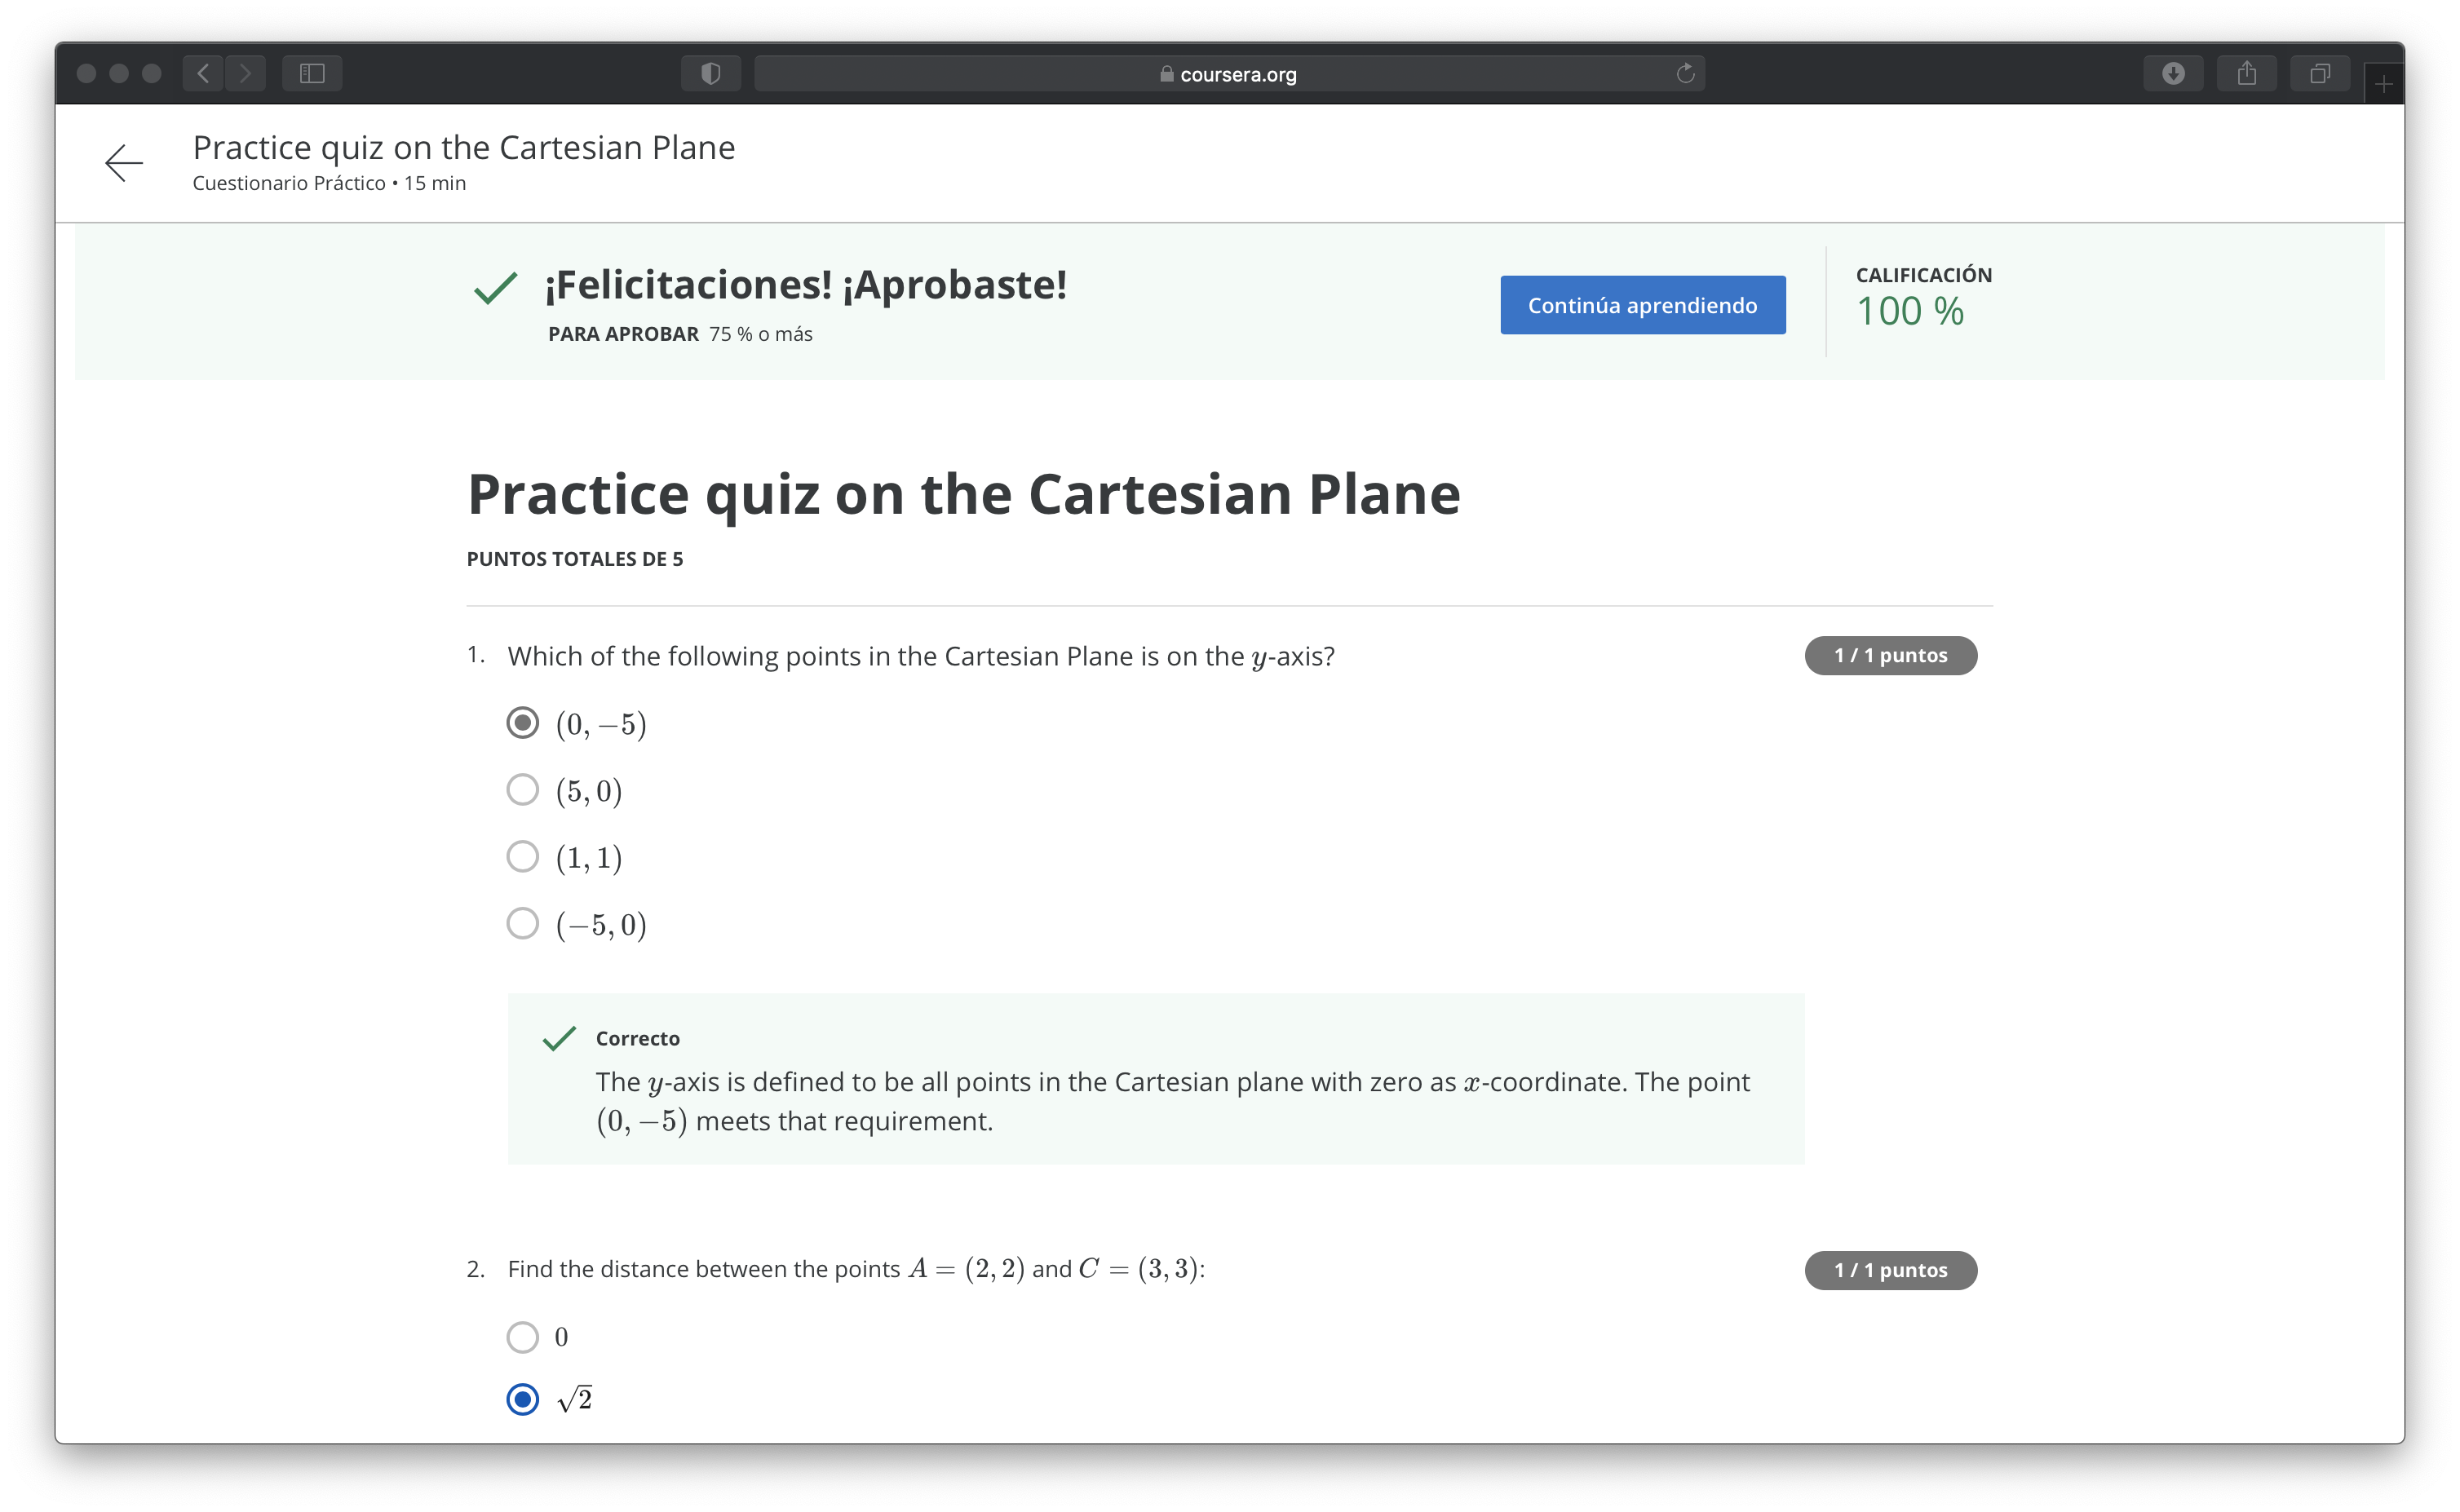 coursera.org
Practice quiz on the Cartesian Plane
Cuestionario Práctico • 15 min
¡Felicitaciones! ¡Aprobaste!
PARA APROBAR 75 % o más
Continúa aprendiendo
CALIFICACIÓN
100 %
Practice quiz on the Cartesian Plane
PUNTOS TOTALES DE 5
1. Which of the following points in the Cartesian Plane is on the y-axis?
1 / 1 puntos
(0, −5)
(5, 0)
(1, 1)
(−5, 0)
Correcto
The y-axis is defined to be all points in the Cartesian plane with zero as x-coordinate. The point
(0, −5) meets that requirement.
2. Find the distance between the points A = (2, 2) and C = (3, 3):
1 / 1 puntos
0
√2